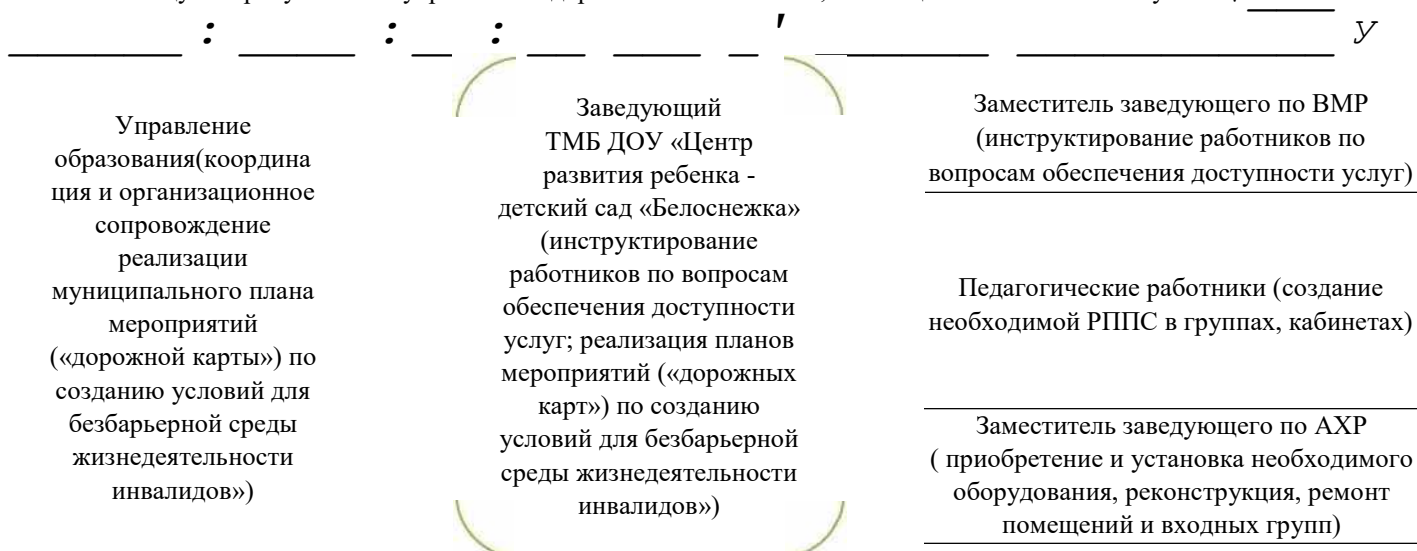 Управление
образования(координа
ция и организационное
сопровождение
реализации
муниципального плана
мероприятий
(«дорожной карты») по
созданию условий для
безбарьерной среды
жизнедеятельности
инвалидов»)
Заведующий
ТМБ ДОУ «Центр
развития ребенка -
детский сад «Белоснежка»
(инструктирование
работников по вопросам
обеспечения доступности
услуг; реализация планов
мероприятий («дорожных
карт») по созданию
условий для безбарьерной
среды жизнедеятельности
инвалидов»)
Заместитель заведующего по ВМР
(инструктирование работников по
вопросам обеспечения доступности услуг)
Педагогические работники (создание
необходимой РППС в группах, кабинетах)
Заместитель заведующего по АХР
( приобретение и установка необходимого
оборудования, реконструкция, ремонт
помещений и входных групп)